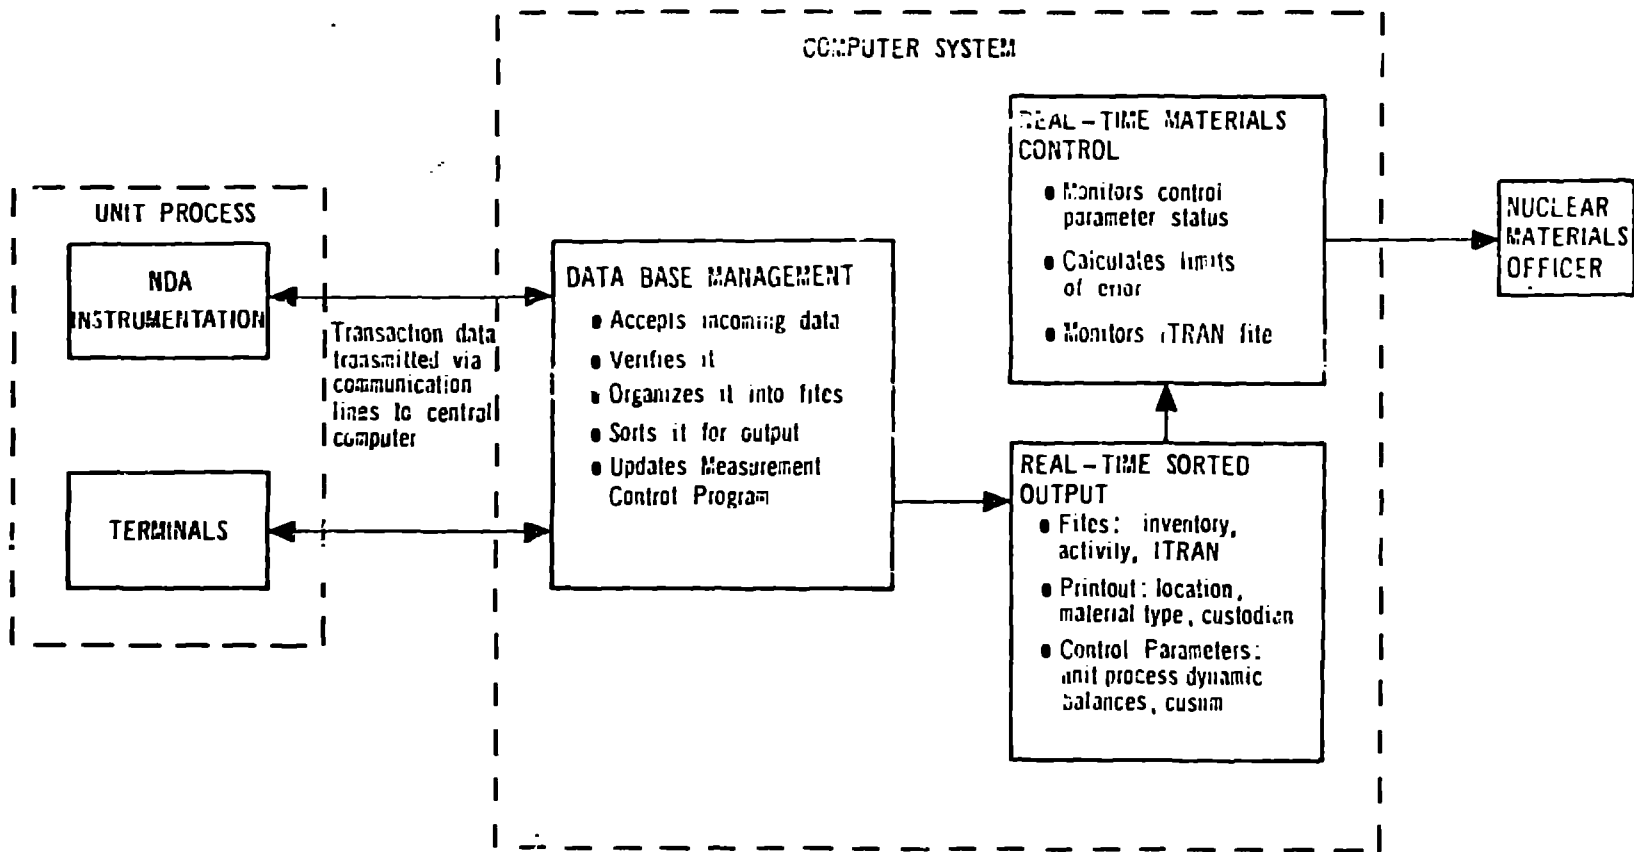 COMPUTER SYSTEM
UNIT PROCESS
NDA
INSTRUMENTATION
TERMINALS
Transaction data
transmitted via
communication
lines to central
computer
DATA BASE MANAGEMENT
• Accepts incoming data
• Verifies it
• Organizes it into files
• Sorts it for output
• Updates Measurement
Control Program
REAL-TIME MATERIALS
CONTROL
• Monitors control
parameter status
• Calculates limits
of error
• Monitors ITRAN file
REAL-TIME SORTED
OUTPUT
• Files: inventory,
activity, ITRAN
• Printout: location,
material type, custodian
• Control Parameters:
unit process dynamic
balances, cusum
NUCLEAR
MATERIALS
OFFICER